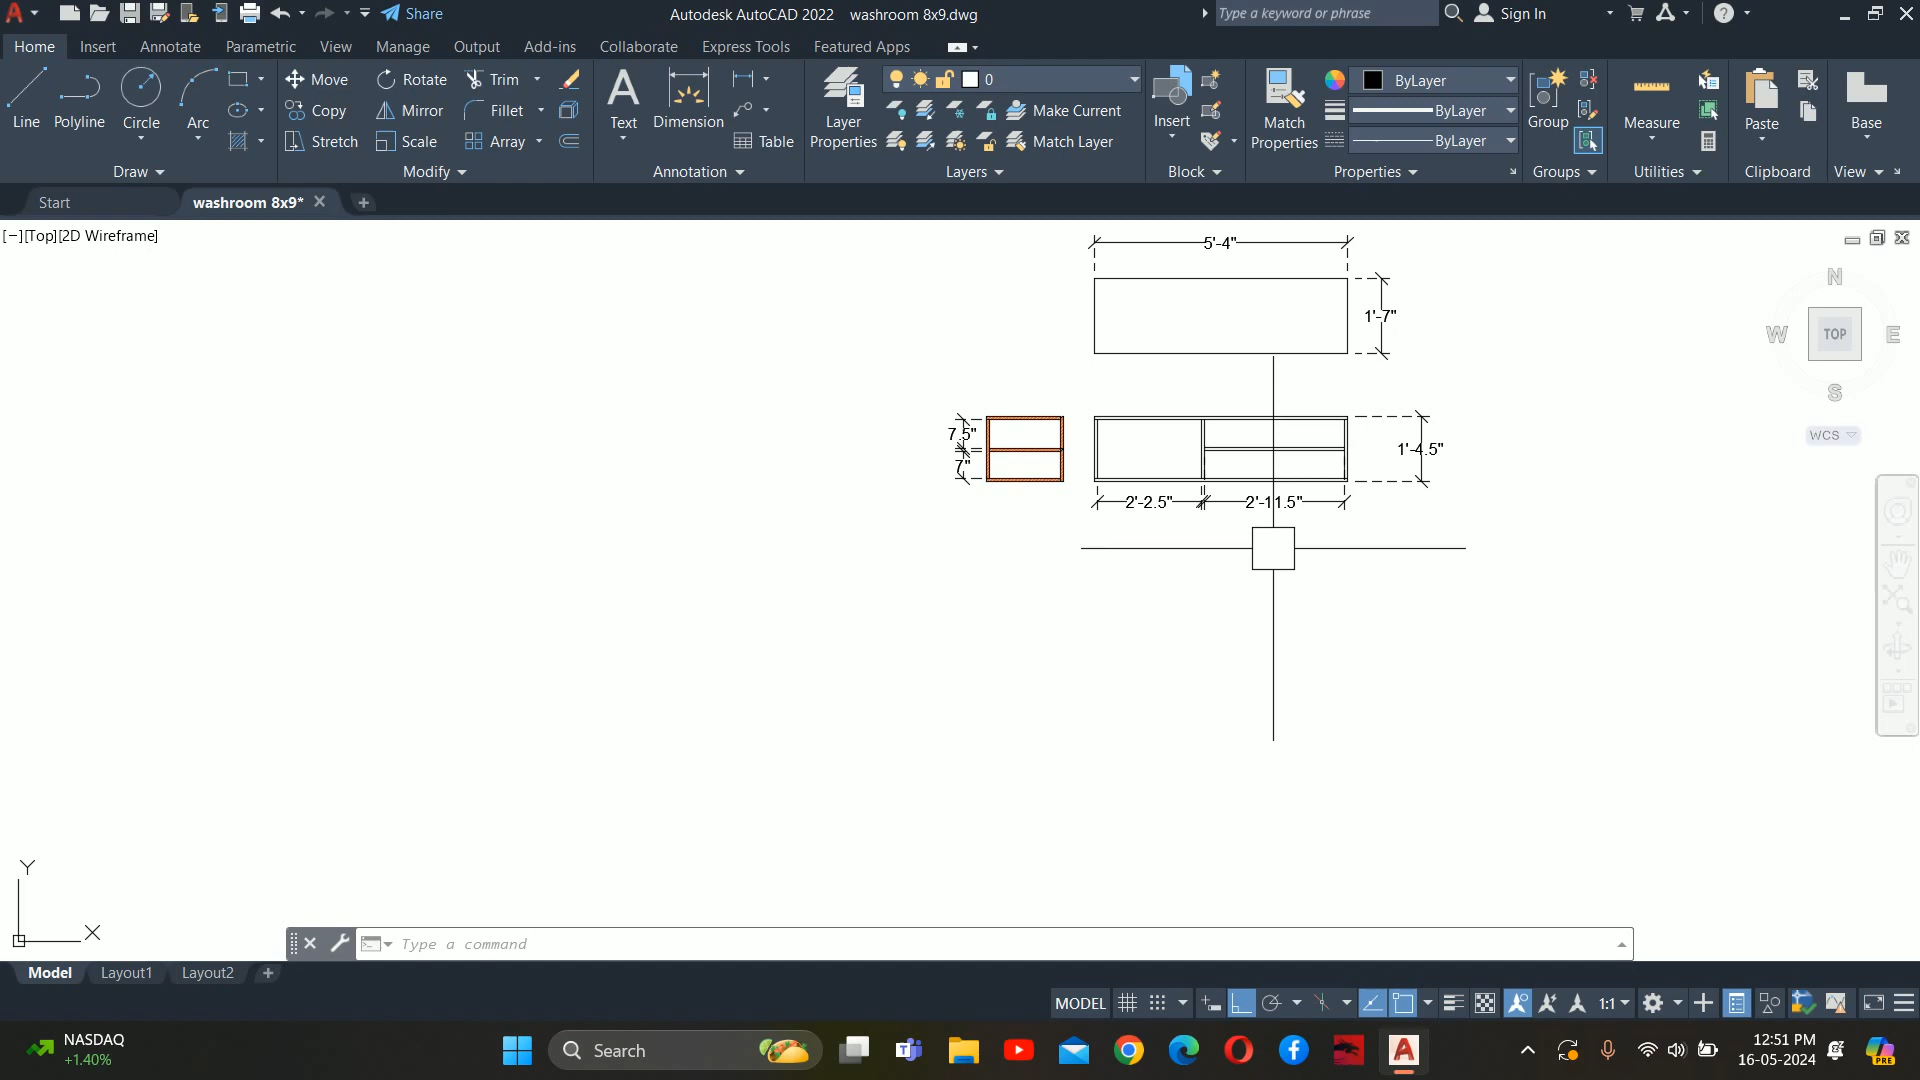 A Share Autodesk AutoCAD 2022 washroom 8x9.dwg Type a keyword or phrase Sign In ?
Home Insert Annotate Parametric View Manage Output Add-ins Collaborate Express Tools Featured Apps
Line Polyline Circle Arc
Draw
Move Rotate Trim
Copy Mirror Fillet
Stretch Scale Array
Modify
Text Dimension Table
Annotation
Layer Properties
0
Make Current
Match Layer
Layers
Insert
Block
Match Properties
ByLayer
ByLayer
ByLayer
Properties
Group
Groups
Measure
Utilities
Paste
Clipboard
Base
View
Start washroom 8x9*
[−][Top][2D Wireframe]
N
W TOP E
S
WCS
5'-4"
1'-7"
7.5"
7"
1'-4.5"
2'-2.5" 2'-11.5"
Y
X
Type a command
Model Layout1 Layout2
MODEL 1:1
NASDAQ
+1.40%
Search
12:51 PM
16-05-2024
PRE